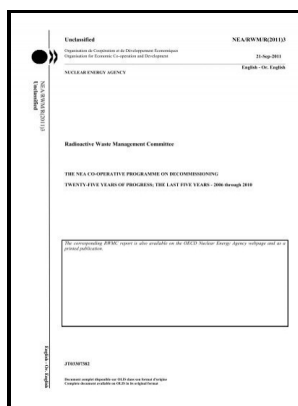 Unclassified NEA/RWM/R(2011)3
Organisation de Coopération et de Développement Économiques
Organisation for Economic Co-operation and Development 21-Sep-2011
English - Or. English
NUCLEAR ENERGY AGENCY
Radioactive Waste Management Committee
THE NEA CO-OPERATIVE PROGRAMME ON DECOMMISSIONING
TWENTY-FIVE YEARS OF PROGRESS; THE LAST FIVE YEARS - 2006 through 2010
The corresponding RWMC report is also available on the OECD Nuclear Energy Agency webpage and as a
printed publication.
JT03307382
Document complet disponible sur OLIS dans son format d'origine
Complete document available on OLIS in its original format
NEA/RWM/R(2011)3
Unclassified
English - Or. English